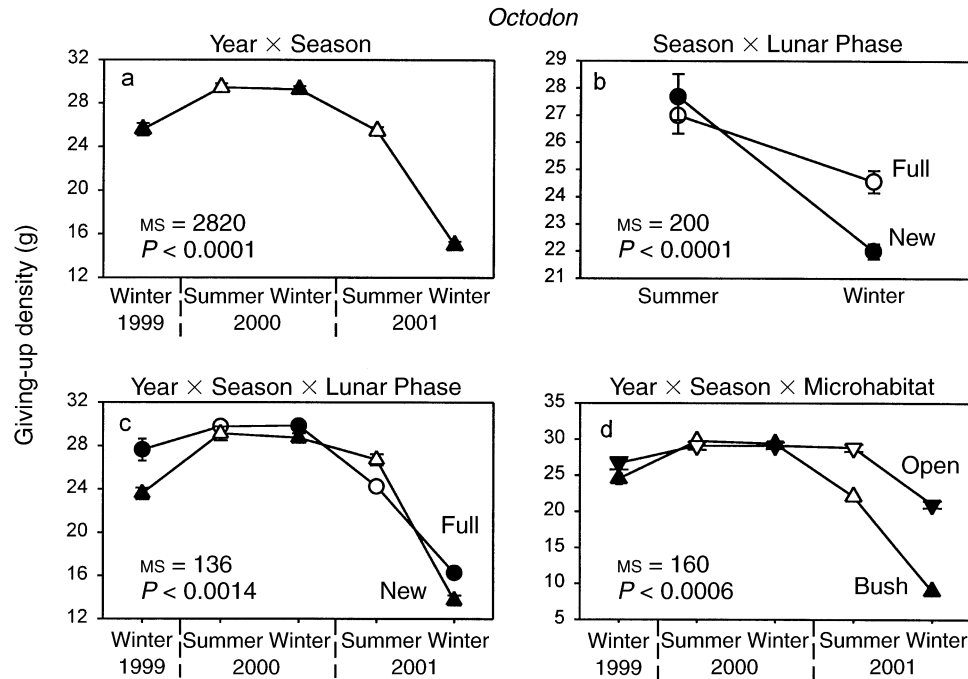 Octodon
Giving-up density (g)
Year × Season
a
32
28
24
20
16
12
MS = 2820
P < 0.0001
Winter Summer Winter Summer Winter
1999 2000 2001
Season × Lunar Phase
b
29
28
27
26
25
24
23
22
21
Full
New
MS = 200
P < 0.0001
Summer Winter
Year × Season × Lunar Phase
c
32
28
24
20
16
12
Full
New
MS = 136
P < 0.0014
Winter Summer Winter Summer Winter
1999 2000 2001
Year × Season × Microhabitat
d
35
30
25
20
15
10
5
Open
Bush
MS = 160
P < 0.0006
Winter Summer Winter Summer Winter
1999 2000 2001